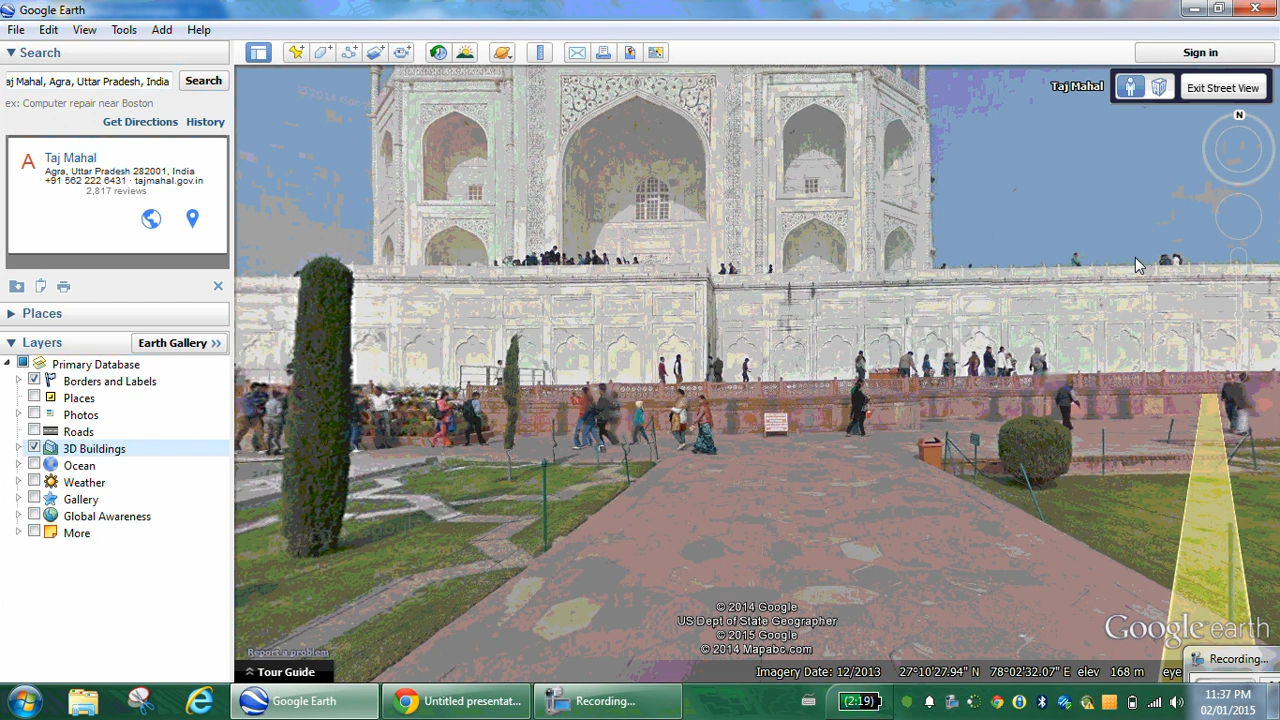 Google Earth
File Edit View Tools Add Help
Search
aj Mahal, Agra, Uttar Pradesh, India Search
ex: Computer repair near Boston
Get Directions History
A Taj Mahal
Agra, Uttar Pradesh 282001, India
+91 562 222 6431 · tajmahal.gov.in
2,817 reviews
Places
Layers
Earth Gallery >>
Primary Database
Borders and Labels
Places
Photos
Roads
3D Buildings
Ocean
Weather
Gallery
Global Awareness
More
Sign in
Taj Mahal
Exit Street View
N
© 2014 Google
US Dept of State Geographer
© 2015 Google
© 2014 Mapabc.com
Google earth
Report a problem
Tour Guide
Imagery Date: 12/2013 27°10'27.94" N 78°02'32.07" E elev 168 m eye
Recording...
Google Earth
Untitled presentat...
Recording...
(2:19)
11:37 PM
02/01/2015